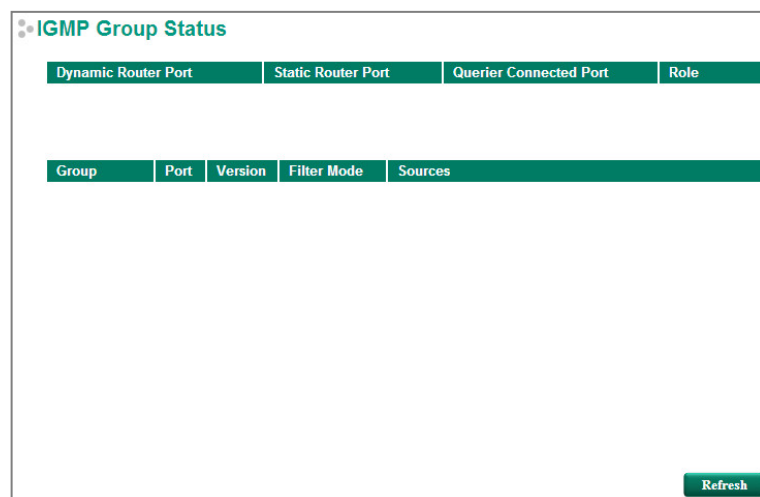 IGMP Group Status
Dynamic Router Port Static Router Port Querier Connected Port Role
Group Port Version Filter Mode Sources
Refresh